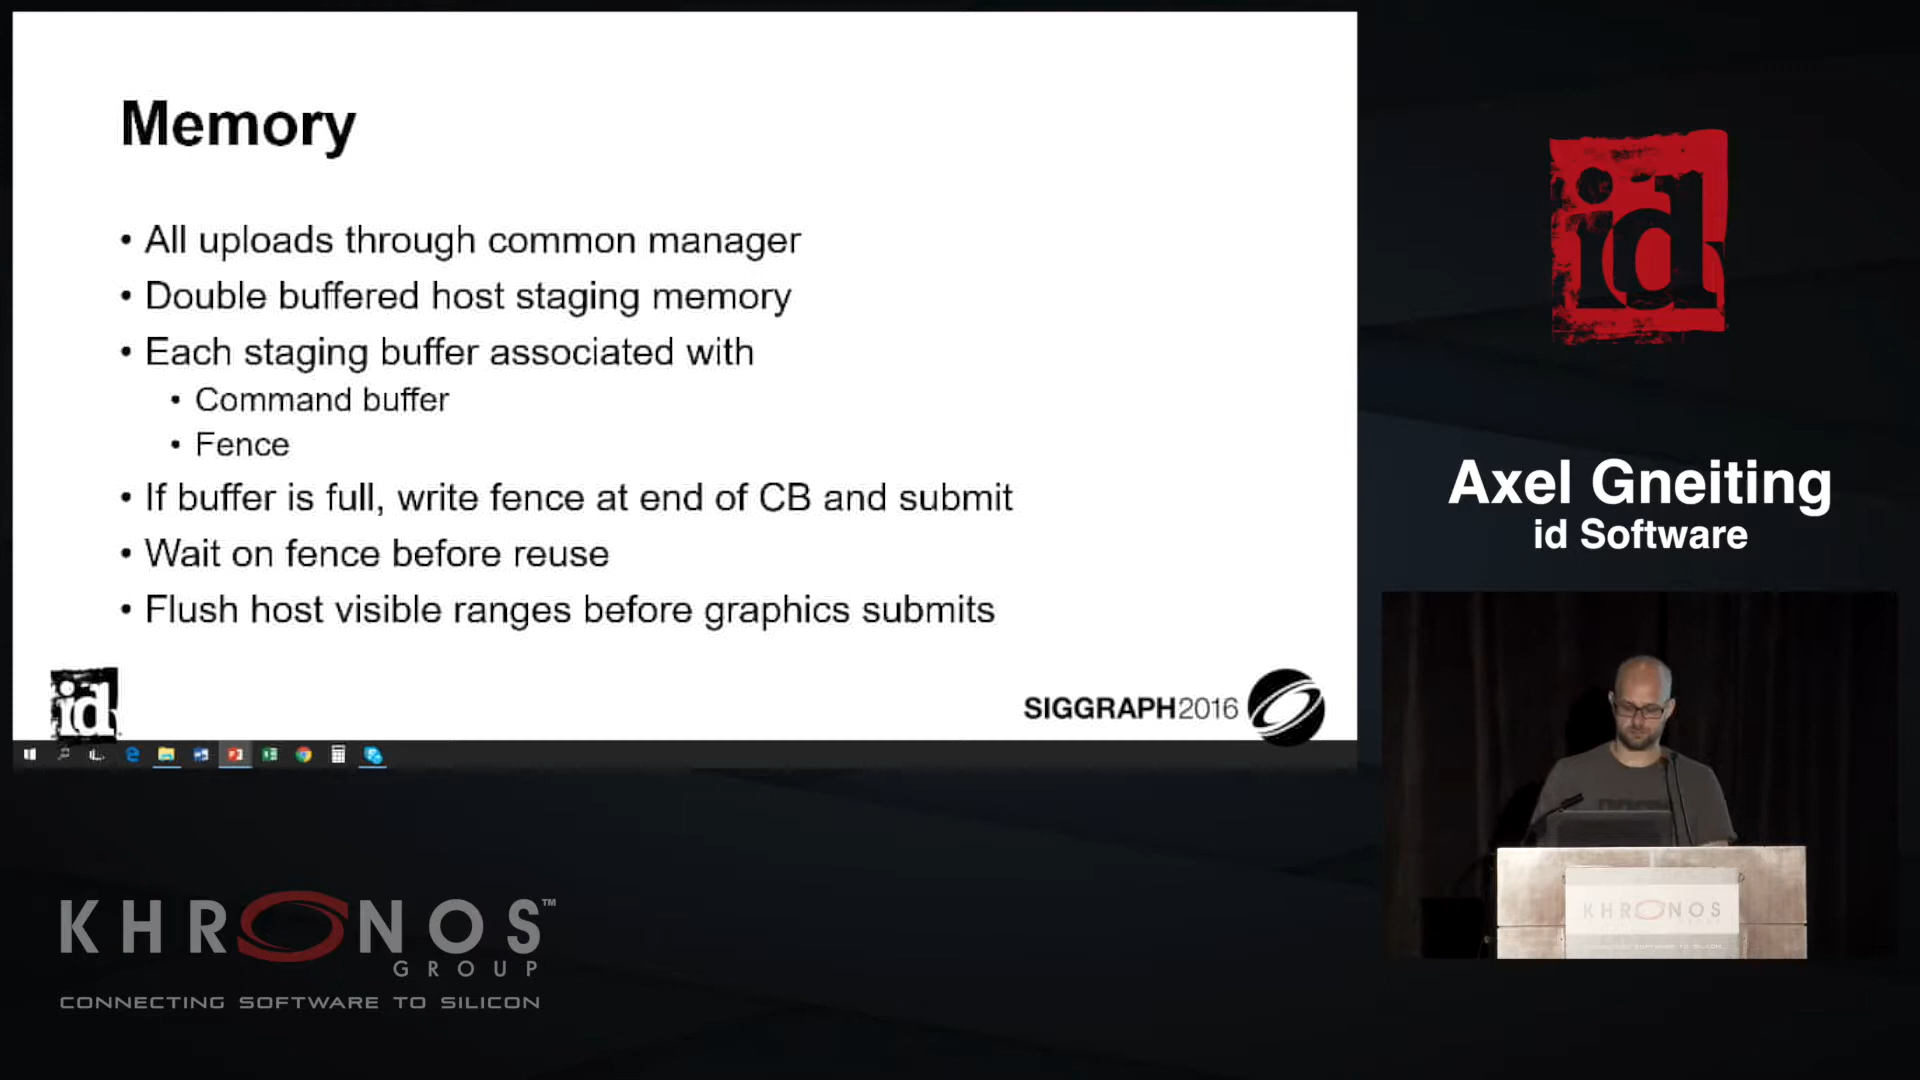 Memory
• All uploads through common manager
• Double buffered host staging memory
• Each staging buffer associated with
• Command buffer
• Fence
• If buffer is full, write fence at end of CB and submit
• Wait on fence before reuse
• Flush host visible ranges before graphics submits
id
SIGGRAPH2016
id
Axel Gneiting
id Software
KHRONOS™
GROUP
CONNECTING SOFTWARE TO SILICON
KHRONOS